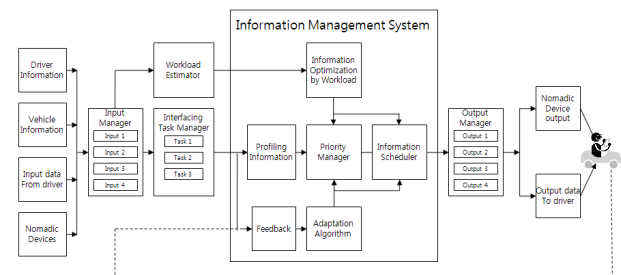 Information Management System
Driver
Information
Vehicle
Information
Input data
From driver
Nomadic
Devices
Input
Manager
Input 1
Input 2
Input 3
Input 4
Workload
Estimator
Interfacing
Task Manager
Task 1
Task 2
Task 3
Information
Optimization
by Workload
Profiling
Information
Priority
Manager
Information
Scheduler
Feedback
Adaptation
Algorithm
Output
Manager
Output 1
Output 2
Output 3
Output 4
Nomadic
Device
output
Output data
To driver